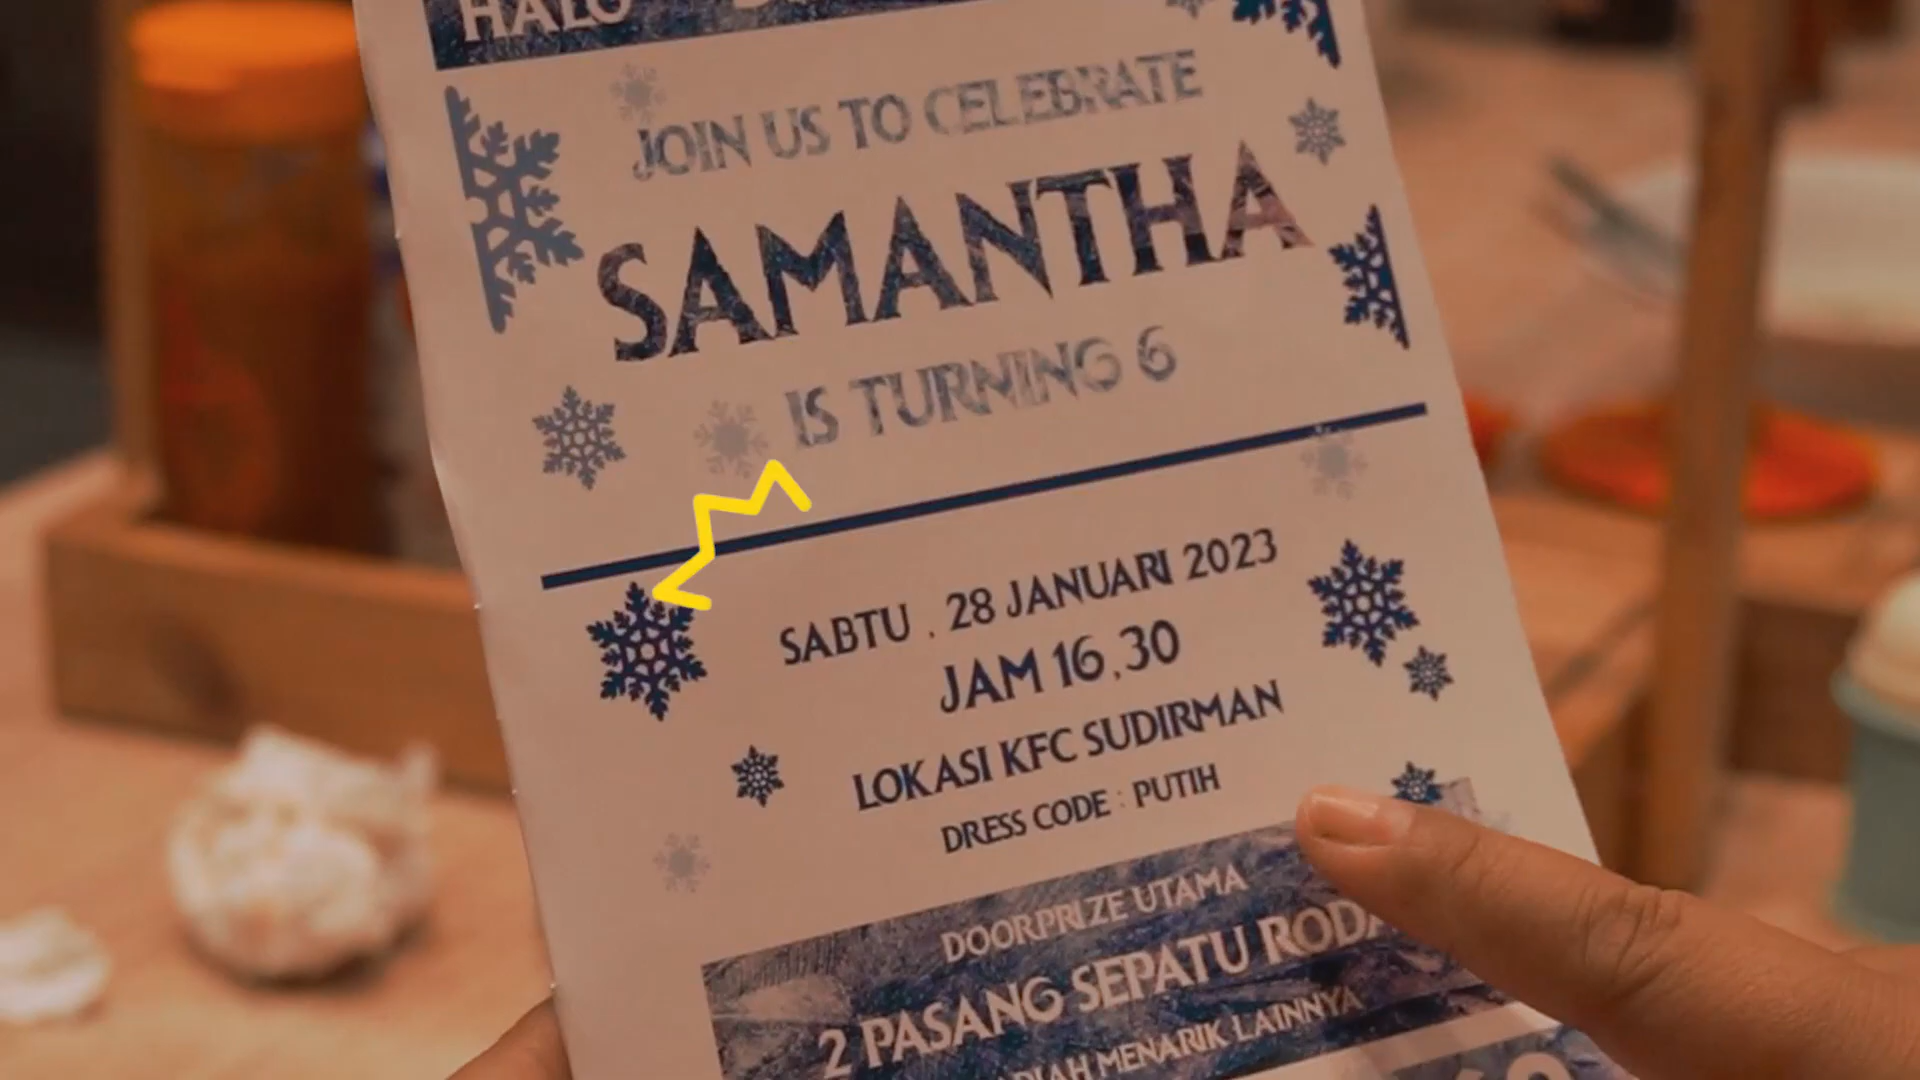 HALO
JOIN US TO CELEBRATE
SAMANTHA
IS TURNING 6
SABTU . 28 JANUARI 2023
JAM 16.30
LOKASI KFC SUDIRMAN
DRESS CODE : PUTIH
DOORPRIZE UTAMA
2 PASANG SEPATU RODA
MENARIK LAINNYA